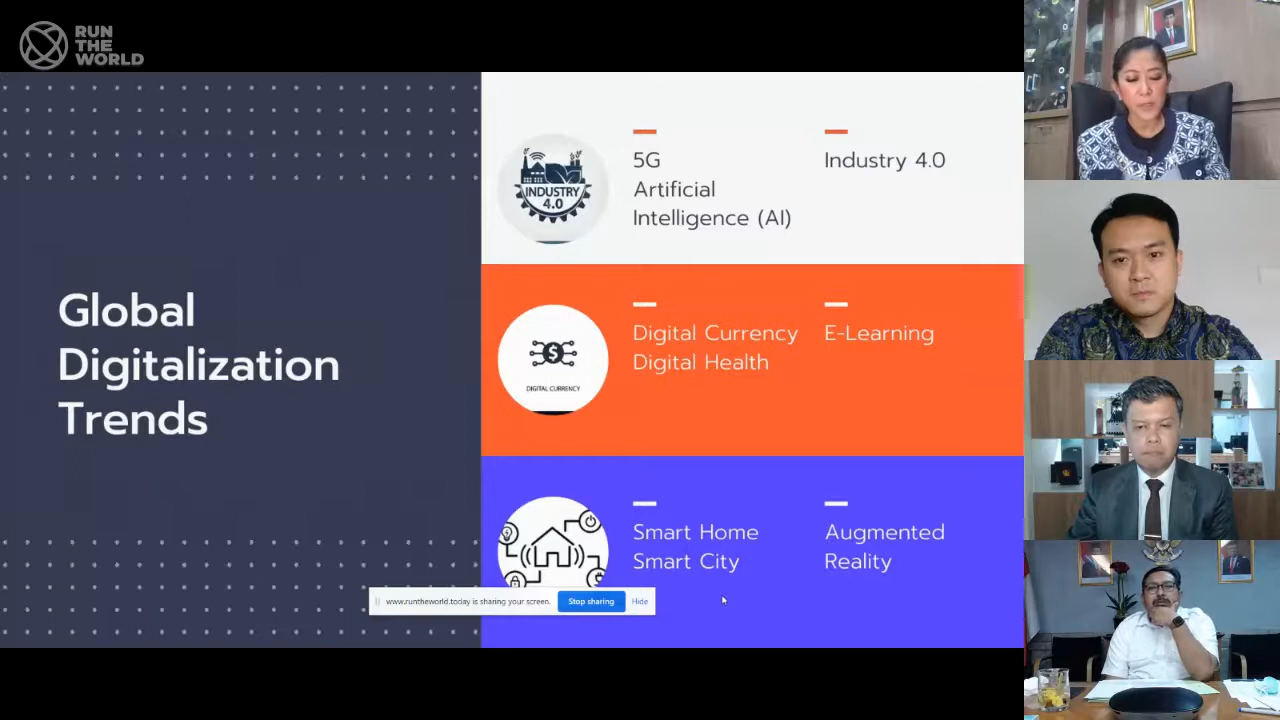 RUN
THE
WORLD
Global
Digitalization
Trends
INDUSTRY
4.0
5G
Artificial
Intelligence (AI)
Industry 4.0
DIGITAL CURRENCY
Digital Currency
Digital Health
E-Learning
Smart Home
Smart City
Augmented
Reality
www.runtheworld.today is sharing your screen.
Stop sharing
Hide